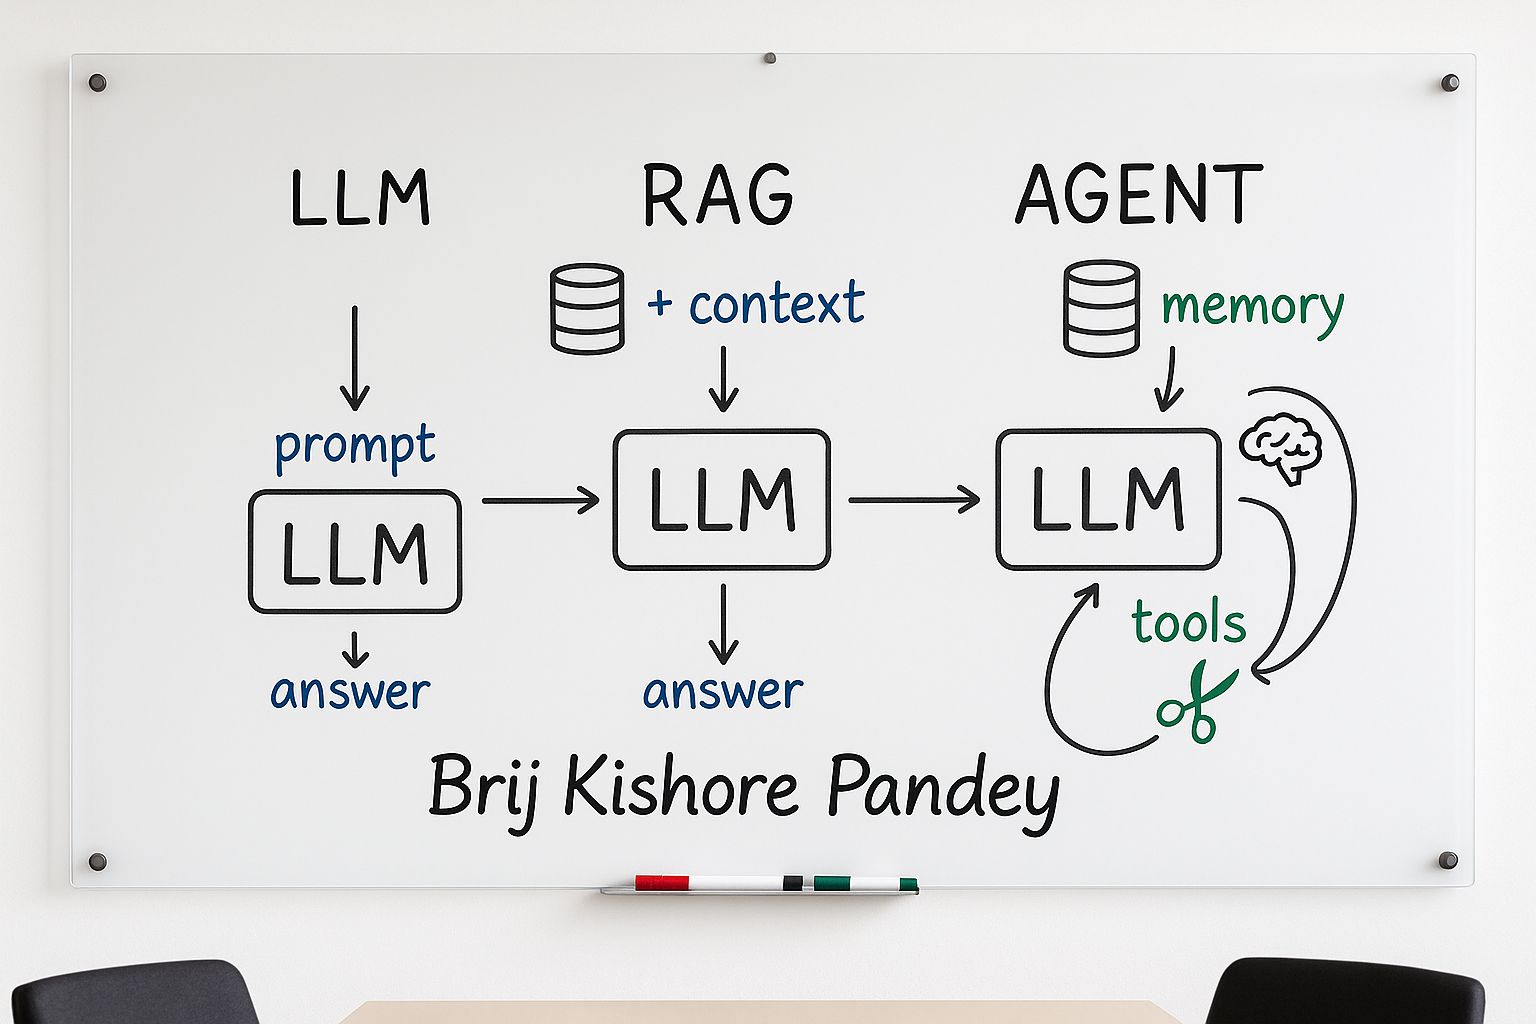 LLM
RAG
AGENT
+ context
memory
prompt
LLM
LLM
LLM
tools
answer
answer
Brij Kishore Pandey